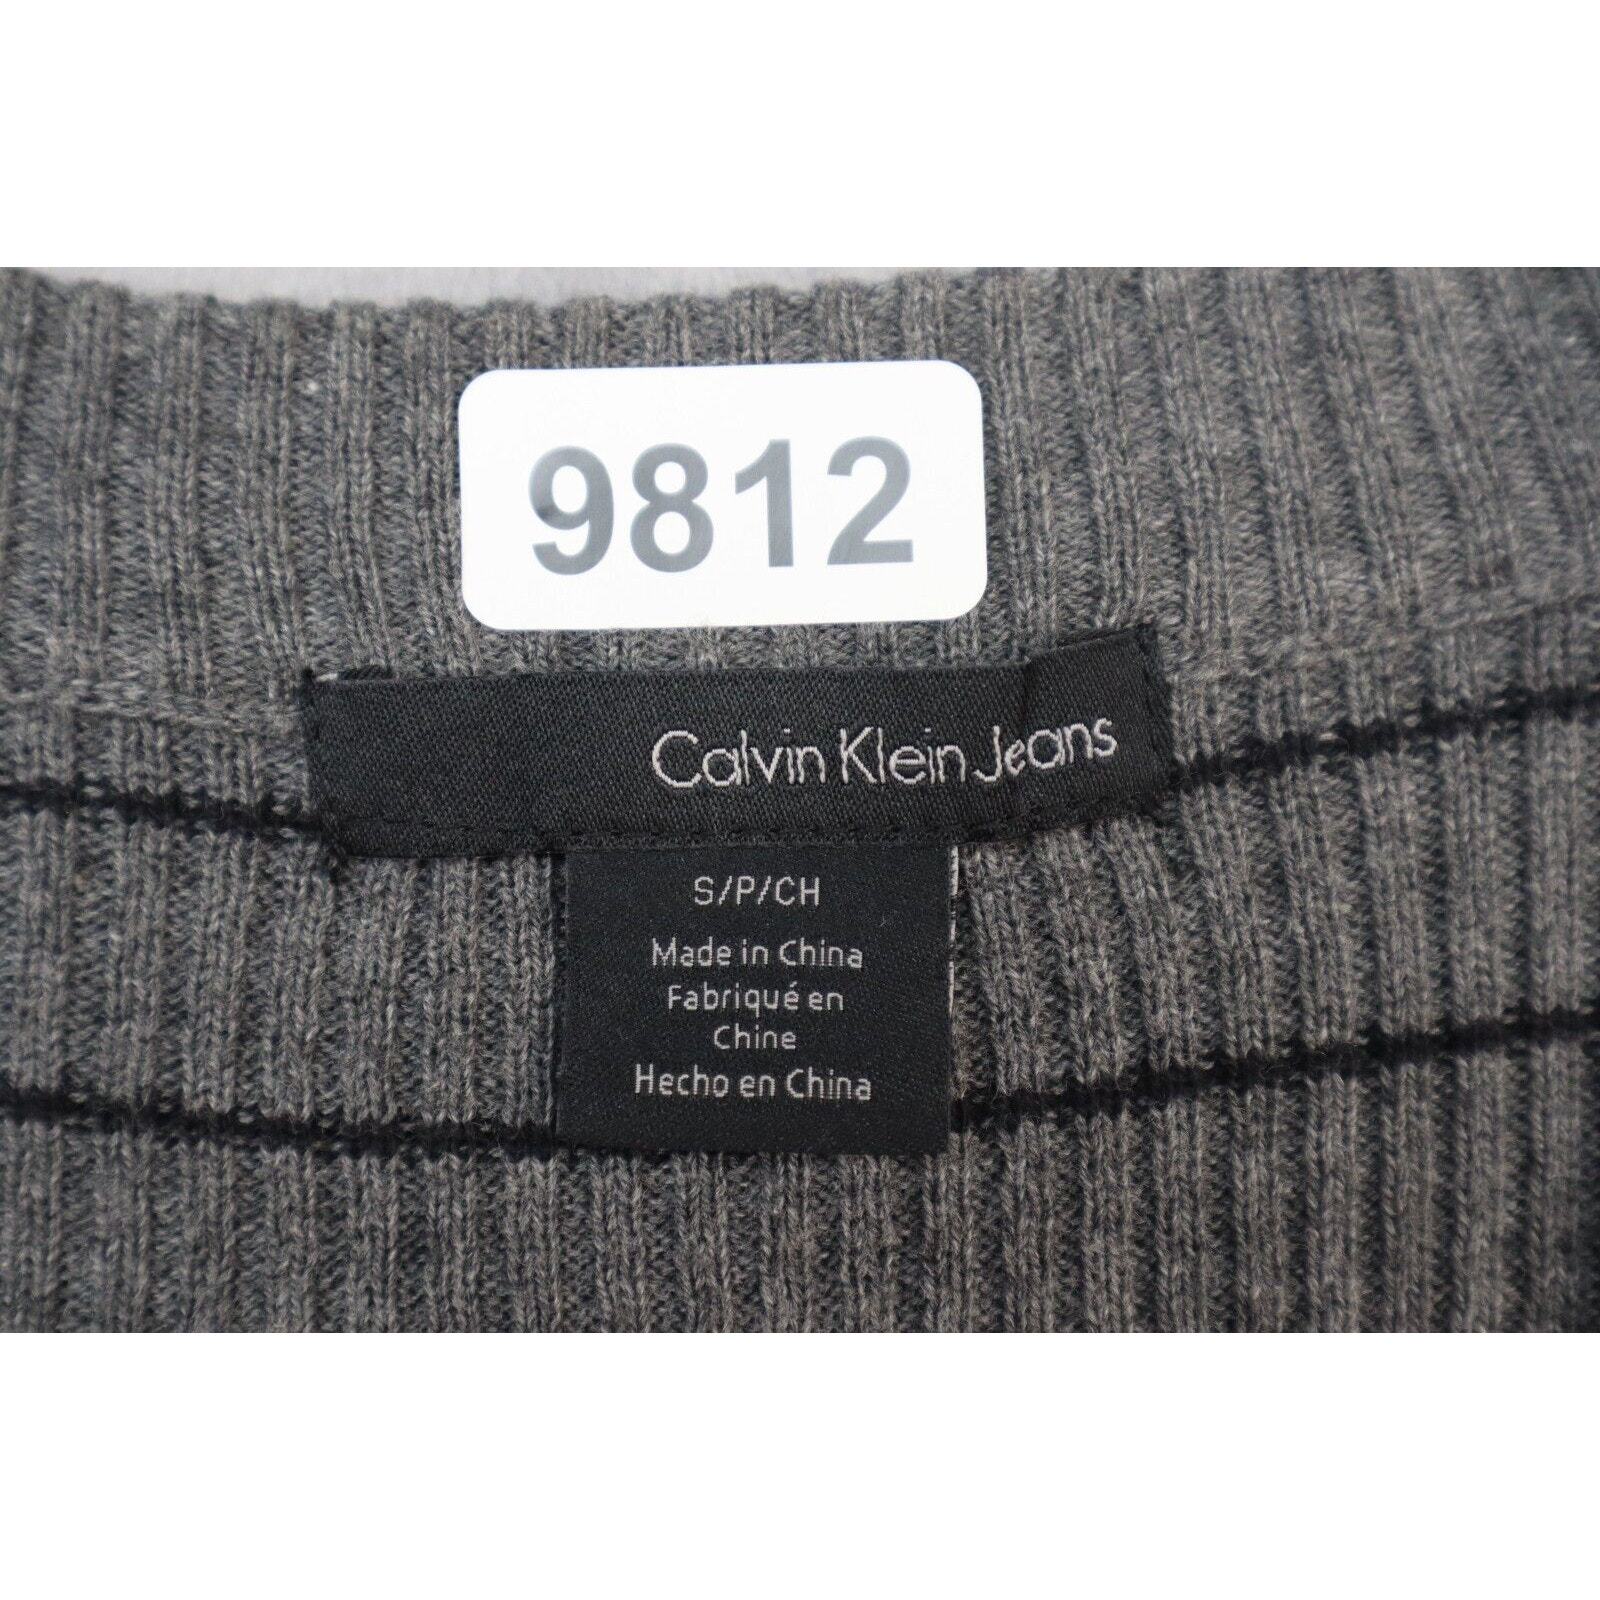 9812
Calvin Klein Jeans
S/P/CH
Made in China
Fabriqué en
Chine
Hecho en China